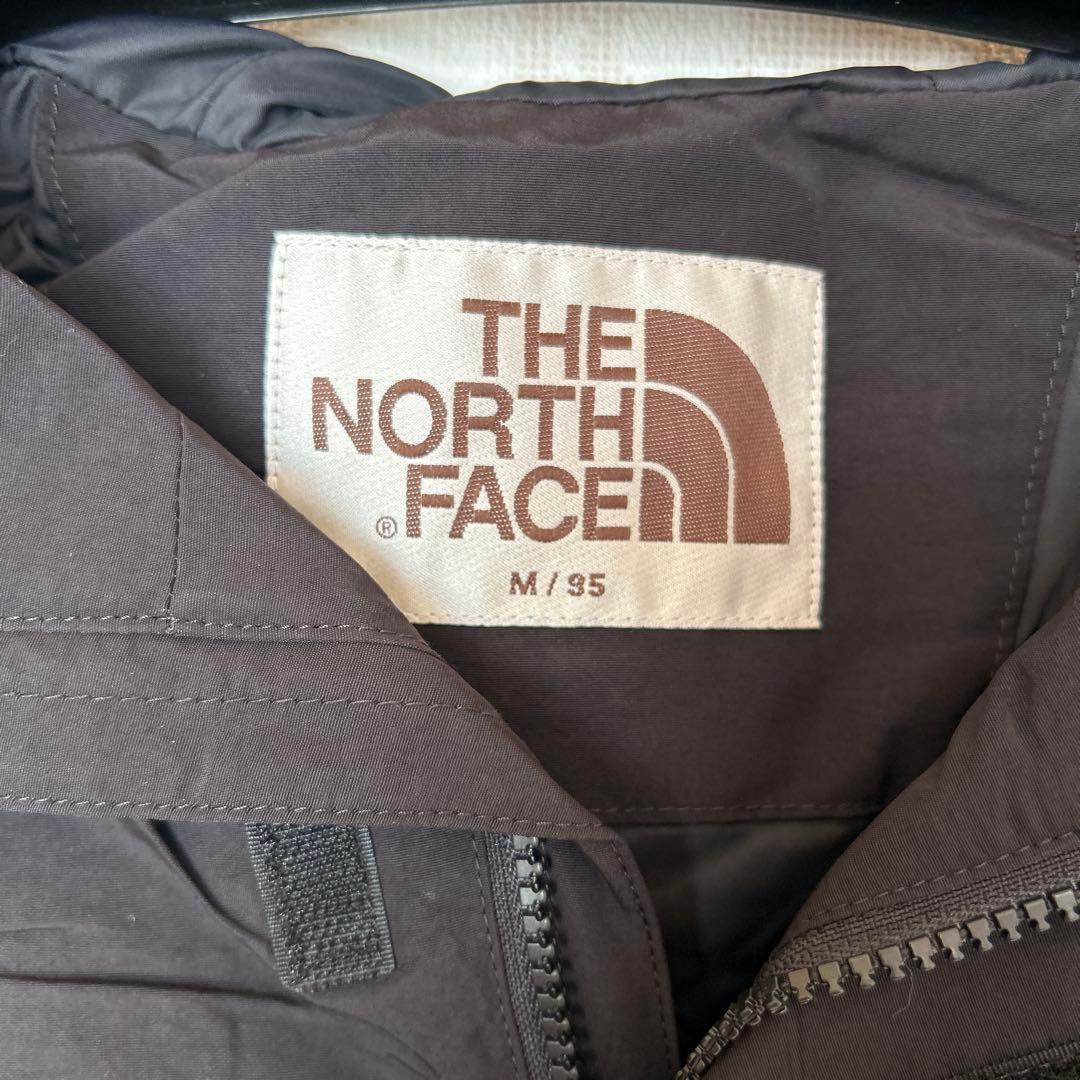 THE
NORTH
FACE
®
M / 95